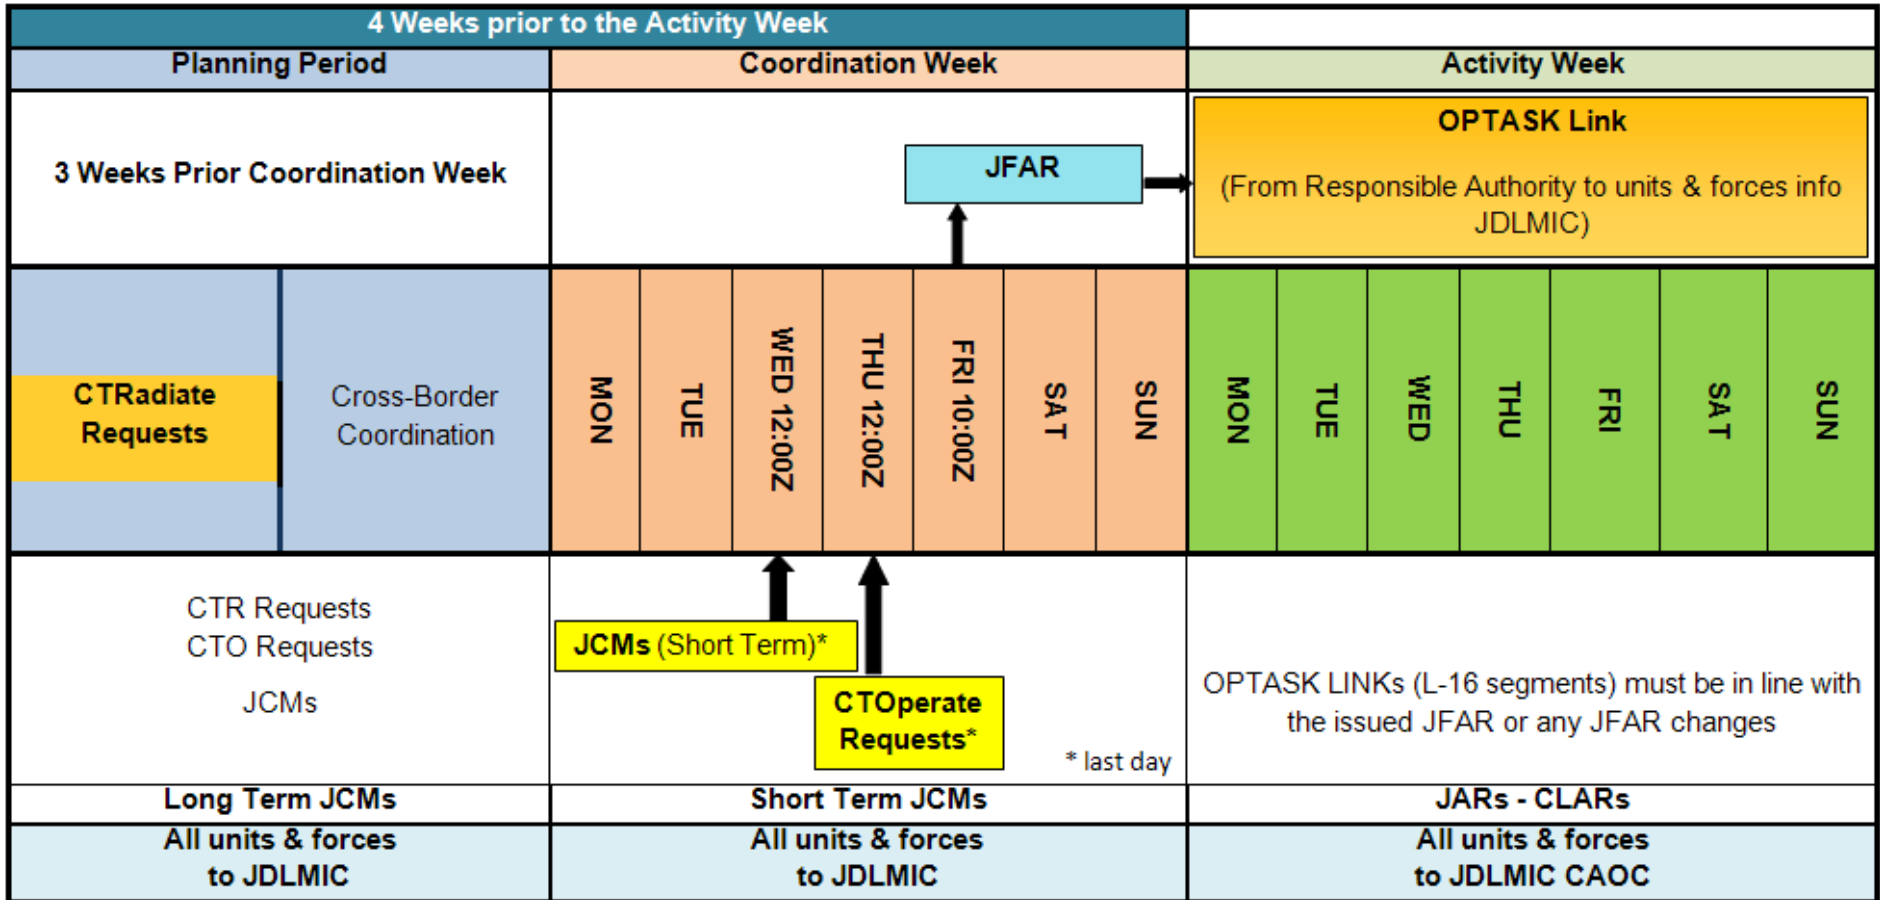 4 Weeks prior to the Activity Week
Planning Period
Coordination Week
Activity Week
3 Weeks Prior Coordination Week
JFAR
OPTASK Link
(From Responsible Authority to units & forces info
JDLMIC)
CTRadiate
Requests
Cross-Border
Coordination
MON
TUE
WED 12:00Z
THU 12:00Z
FRI 10:00Z
SAT
SUN
MON
TUE
WED
THU
FRI
SAT
SUN
CTR Requests
CTO Requests
JCMs
JCMs (Short Term)*
CTOperate
Requests*
* last day
OPTASK LINKs (L-16 segments) must be in line with
the issued JFAR or any JFAR changes
Long Term JCMs
Short Term JCMs
JARs - CLARs
All units & forces
to JDLMIC
All units & forces
to JDLMIC
All units & forces
to JDLMIC CAOC